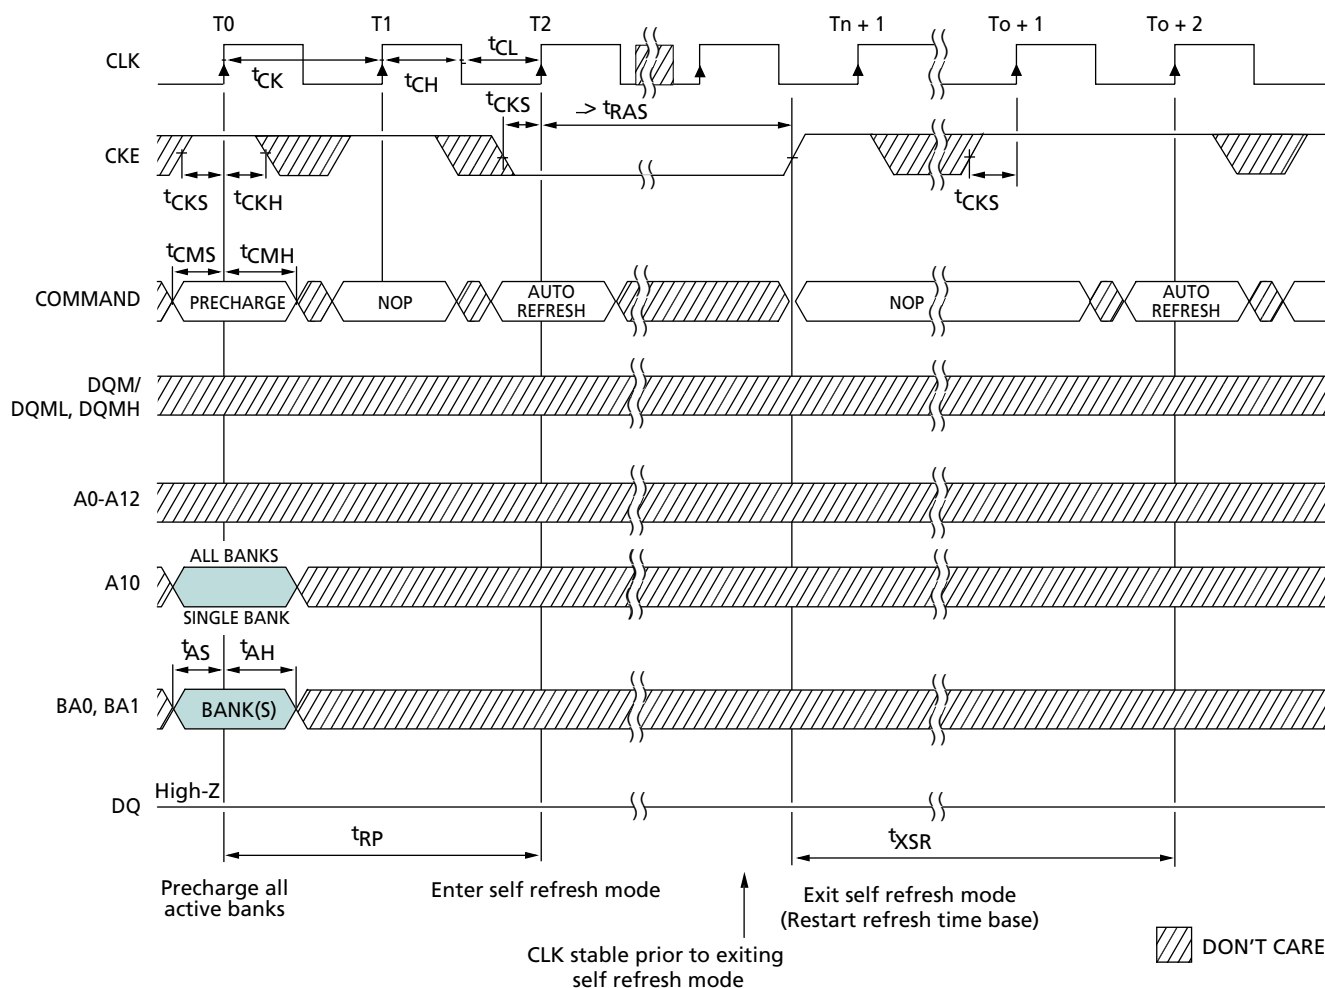 T0 T1 T2 Tn + 1 To + 1 To + 2
CLK
tCK tCH tCL
tCKS -> tRAS
CKE
tCKS tCKH tCKS
tCMS tCMH
COMMAND PRECHARGE NOP AUTO REFRESH NOP AUTO REFRESH
DQM/
DQML, DQMH
A0-A12
ALL BANKS
A10
SINGLE BANK
tAS tAH
BA0, BA1 BANK(S)
High-Z
DQ
tRP tXSR
Precharge all
active banks
Enter self refresh mode
Exit self refresh mode
(Restart refresh time base)
CLK stable prior to exiting
self refresh mode
DON'T CARE